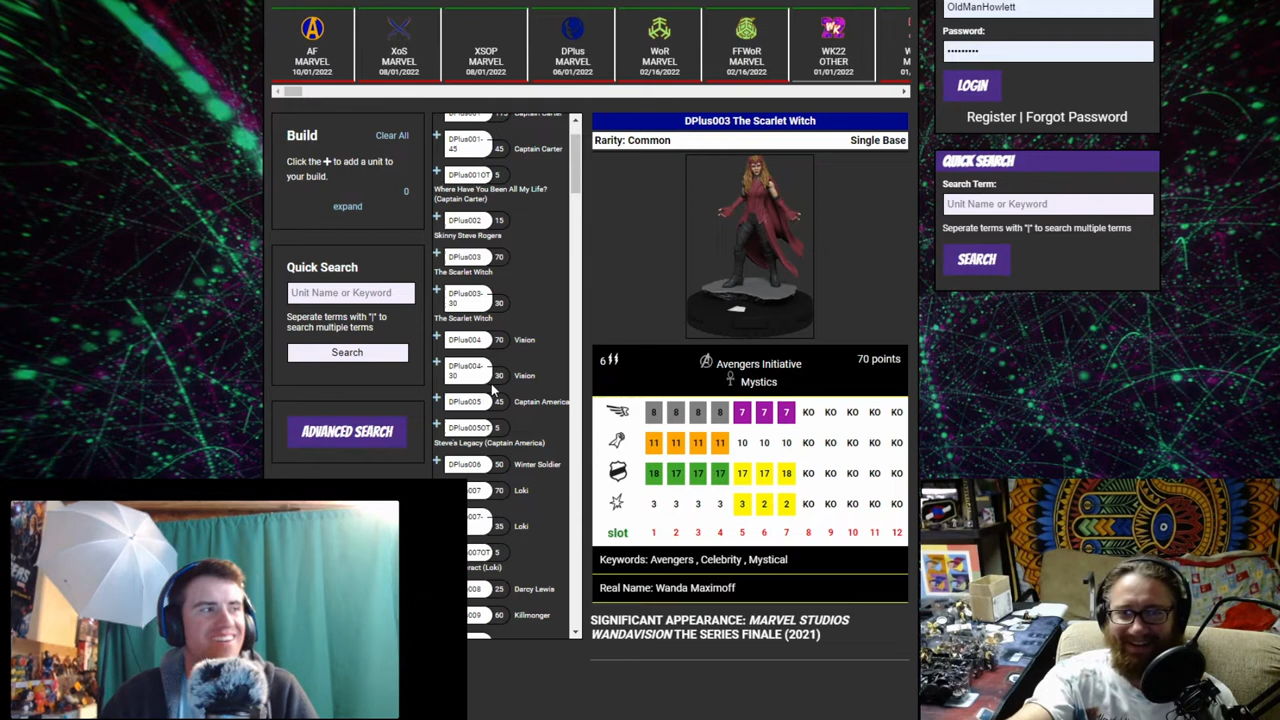 AF
MARVEL
10/01/2022
XoS
MARVEL
08/01/2022
XSOP
MARVEL
08/01/2022
DPlus
MARVEL
06/01/2022
WoR
MARVEL
02/16/2022
FFWoR
MARVEL
02/16/2022
WK22
OTHER
01/01/2022
Build
Clear All
Click the + to add a unit to
your build.
0
expand
Quick Search
Unit Name or Keyword
Seperate terms with "|" to
search multiple terms
Search
ADVANCED SEARCH
Captain Carter
DPlus001-
45 45 Captain Carter
DPlus001OT 5
Where Have You Been All My Life?
(Captain Carter)
DPlus002 15
Skinny Steve Rogers
DPlus003 70
The Scarlet Witch
DPlus003-
30 30
The Scarlet Witch
DPlus004 70 Vision
DPlus004-
30 30 Vision
DPlus005 45 Captain America
DPlus005OT 5
Steve's Legacy (Captain America)
DPlus006 50 Winter Soldier
007 70 Loki
007-
35 Loki
007OT 5
ract (Loki)
008 25 Darcy Lewis
009 60 Killmonger
DPlus003 The Scarlet Witch
Rarity: Common Single Base
6 Avengers Initiative 70 points
Mystics
8 8 8 8 7 7 7 KO KO KO KO KO
11 11 11 11 10 10 10 KO KO KO KO KO
18 17 17 17 17 17 18 KO KO KO KO KO
3 3 3 3 3 2 2 KO KO KO KO KO
slot 1 2 3 4 5 6 7 8 9 10 11 12
Keywords: Avengers , Celebrity , Mystical
Real Name: Wanda Maximoff
SIGNIFICANT APPEARANCE: MARVEL STUDIOS
WANDAVISION THE SERIES FINALE (2021)
OldManHowlett
Password:
•••••••••
LOGIN
Register | Forgot Password
QUICK SEARCH
Search Term:
Unit Name or Keyword
Seperate terms with "|" to search multiple terms
SEARCH